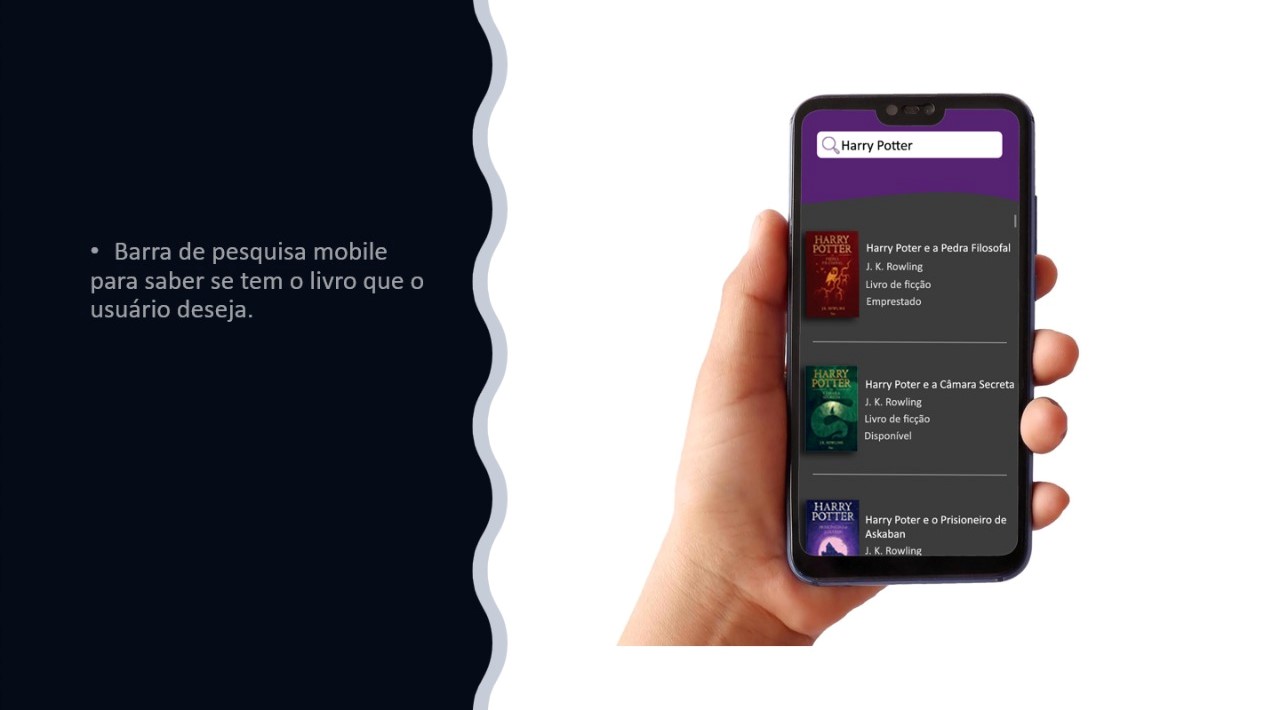 • Barra de pesquisa mobile
para saber se tem o livro que o
usuário deseja.
Harry Potter
HARRY
POTTER
Harry Poter e a Pedra Filosofal
J. K. Rowling
Livro de ficção
Emprestado
HARRY
POTTER
Harry Poter e a Câmara Secreta
J. K. Rowling
Livro de ficção
Disponível
HARRY
POTTER
Harry Poter e o Prisioneiro de
Askaban
J. K. Rowling